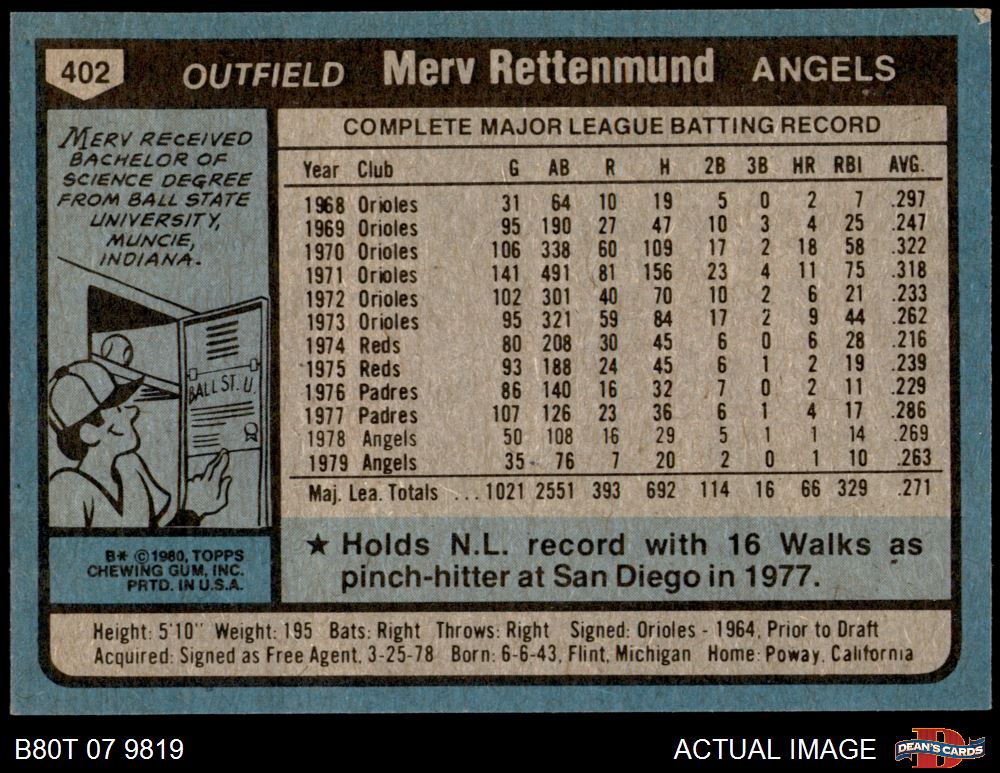 402 OUTFIELD Merv Rettenmund ANGELS
MERV RECEIVED
BACHELOR OF
SCIENCE DEGREE
FROM BALL STATE
UNIVERSITY,
MUNCIE,
INDIANA.
BALL ST. U.
B* © 1980, TOPPS
CHEWING GUM, INC.
PRTD. IN U.S.A.
COMPLETE MAJOR LEAGUE BATTING RECORD
Year Club G AB R H 2B 3B HR RBI AVG.
1968 Orioles 31 64 10 19 5 0 2 7 .297
1969 Orioles 95 190 27 47 10 3 4 25 .247
1970 Orioles 106 338 60 109 17 2 18 58 .322
1971 Orioles 141 491 81 156 23 4 11 75 .318
1972 Orioles 102 301 40 70 10 2 6 21 .233
1973 Orioles 95 321 59 84 17 2 9 44 .262
1974 Reds 80 208 30 45 6 0 6 28 .216
1975 Reds 93 188 24 45 6 1 2 19 .239
1976 Padres 86 140 16 32 7 0 2 11 .229
1977 Padres 107 126 23 36 6 1 4 17 .286
1978 Angels 50 108 16 29 5 1 1 14 .269
1979 Angels 35 76 7 20 2 0 1 10 .263
Maj. Lea. Totals ... 1021 2551 393 692 114 16 66 329 .271
★ Holds N.L. record with 16 Walks as
pinch-hitter at San Diego in 1977.
Height: 5'10" Weight: 195 Bats: Right Throws: Right Signed: Orioles - 1964, Prior to Draft
Acquired: Signed as Free Agent, 3-25-78 Born: 6-6-43, Flint, Michigan Home: Poway, California
B80T 07 9819
ACTUAL IMAGE
DEAN'S CARDS